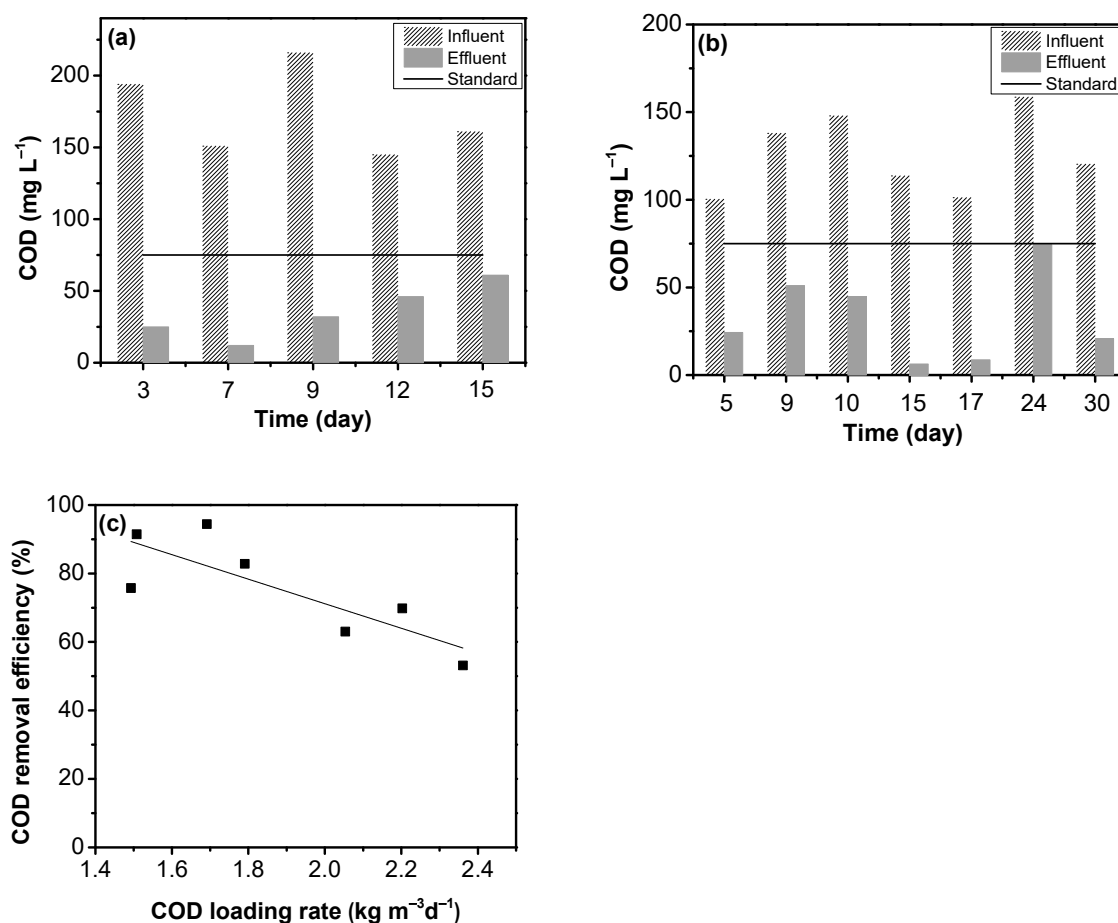 (a)
Influent
Effluent
Standard
200
150
100
50
0
COD (mg L⁻¹)
3 7 9 12 15
Time (day)
(b)
Influent
Effluent
Standard
200
150
100
50
0
COD (mg L⁻¹)
5 9 10 15 17 24 30
Time (day)
(c)
100
80
60
40
20
0
COD removal efficiency (%)
1.4 1.6 1.8 2.0 2.2 2.4
COD loading rate (kg m⁻³d⁻¹)